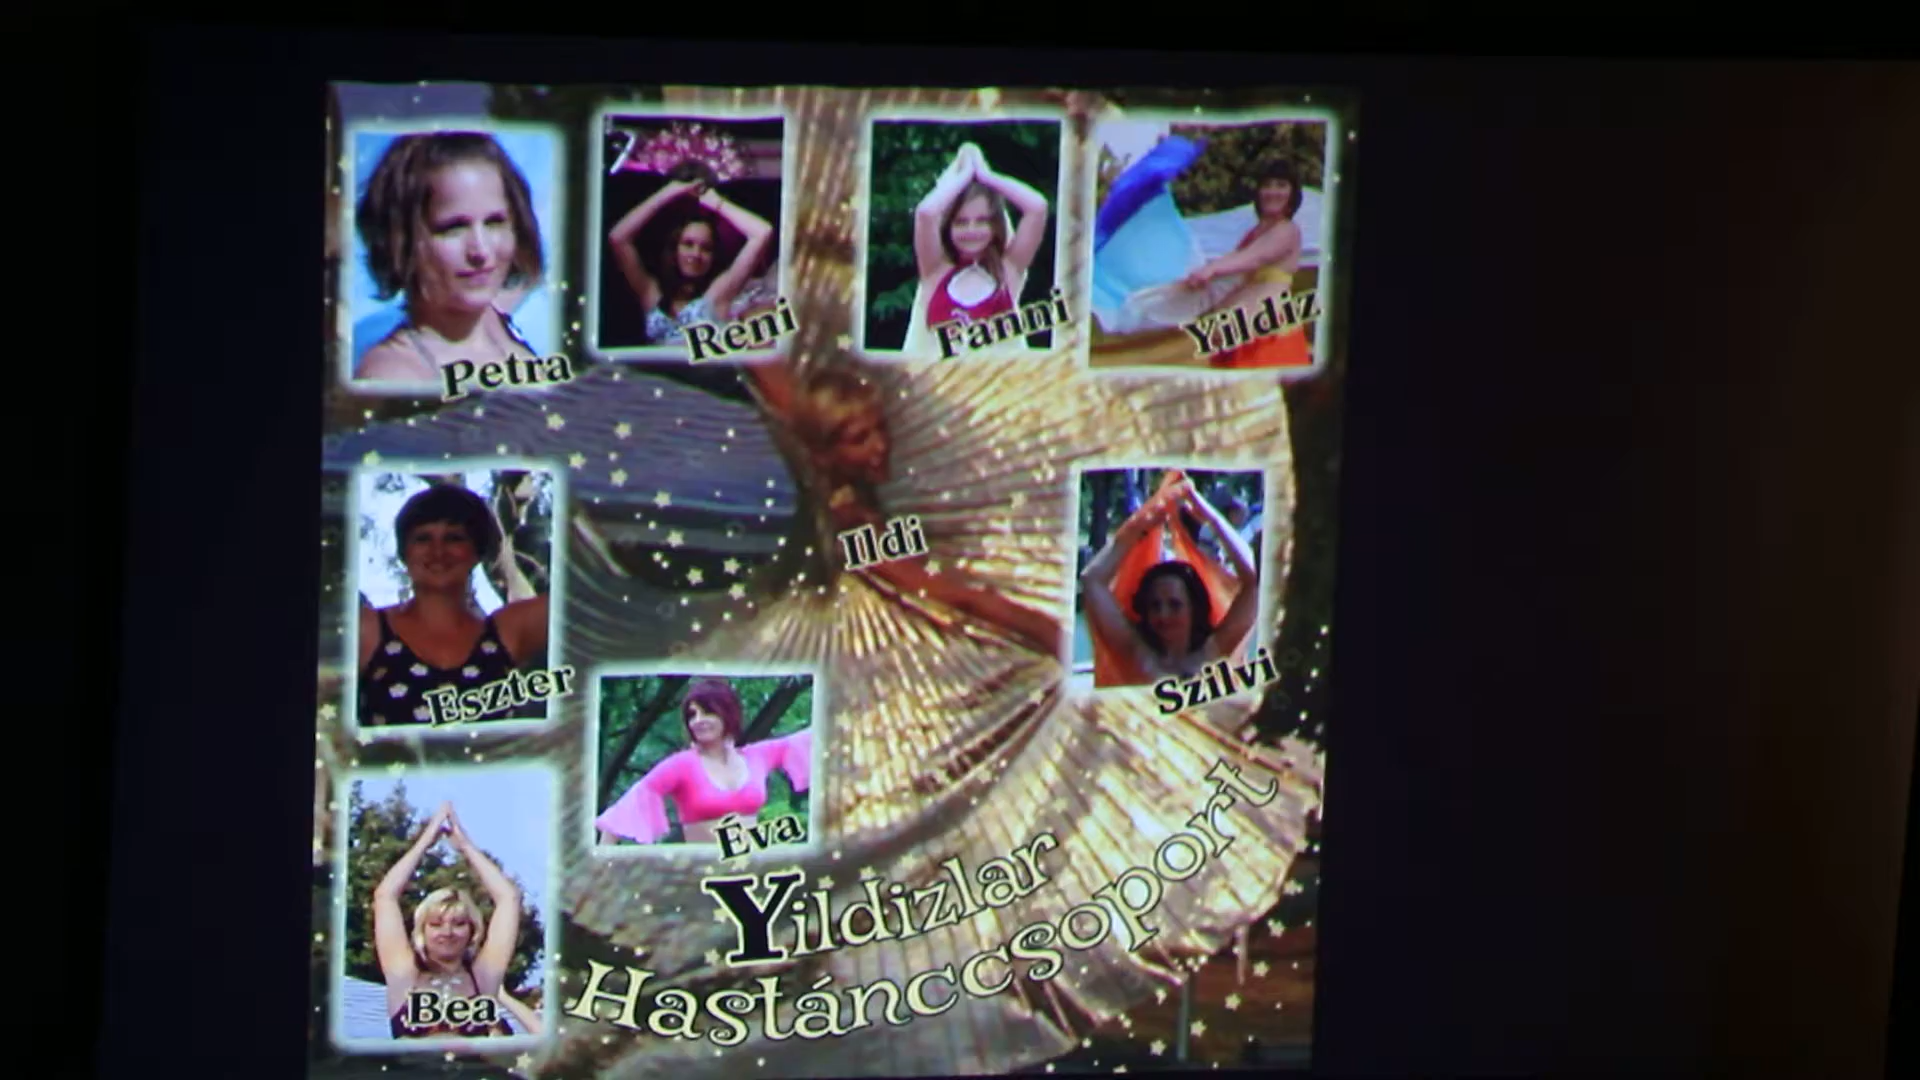 Petra
Reni
Fanni
Yildiz
Ildi
Eszter
Szilvi
Éva
Bea
Yildizlar
Hastánccsoport